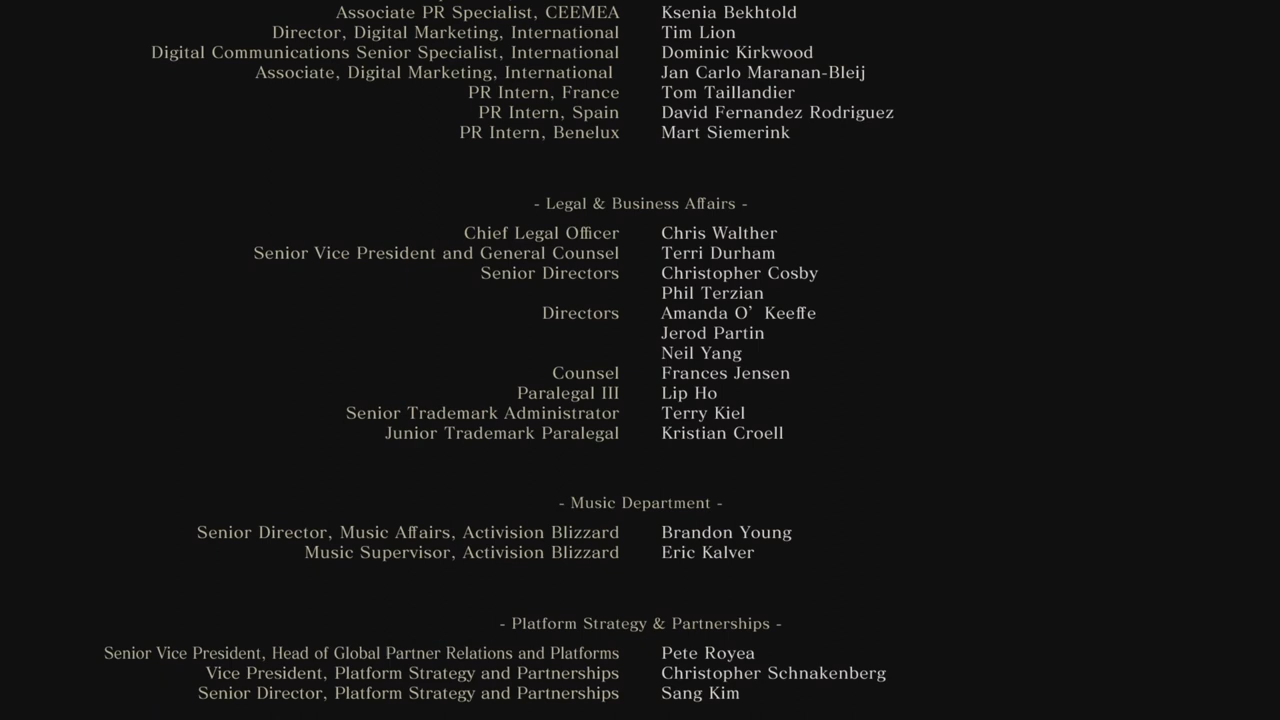 Associate PR Specialist, CEEMEA Ksenia Bekhtold
Director, Digital Marketing, International Tim Lion
Digital Communications Senior Specialist, International Dominic Kirkwood
Associate, Digital Marketing, International Jan Carlo Maranan-Bleij
PR Intern, France Tom Taillandier
PR Intern, Spain David Fernandez Rodriguez
PR Intern, Benelux Mart Siemerink
- Legal & Business Affairs -
Chief Legal Officer Chris Walther
Senior Vice President and General Counsel Terri Durham
Senior Directors Christopher Cosby
Phil Terzian
Directors Amanda O’ Keeffe
Jerod Partin
Neil Yang
Counsel Frances Jensen
Paralegal III Lip Ho
Senior Trademark Administrator Terry Kiel
Junior Trademark Paralegal Kristian Croell
- Music Department -
Senior Director, Music Affairs, Activision Blizzard Brandon Young
Music Supervisor, Activision Blizzard Eric Kalver
- Platform Strategy & Partnerships -
Senior Vice President, Head of Global Partner Relations and Platforms Pete Royea
Vice President, Platform Strategy and Partnerships Christopher Schnakenberg
Senior Director, Platform Strategy and Partnerships Sang Kim